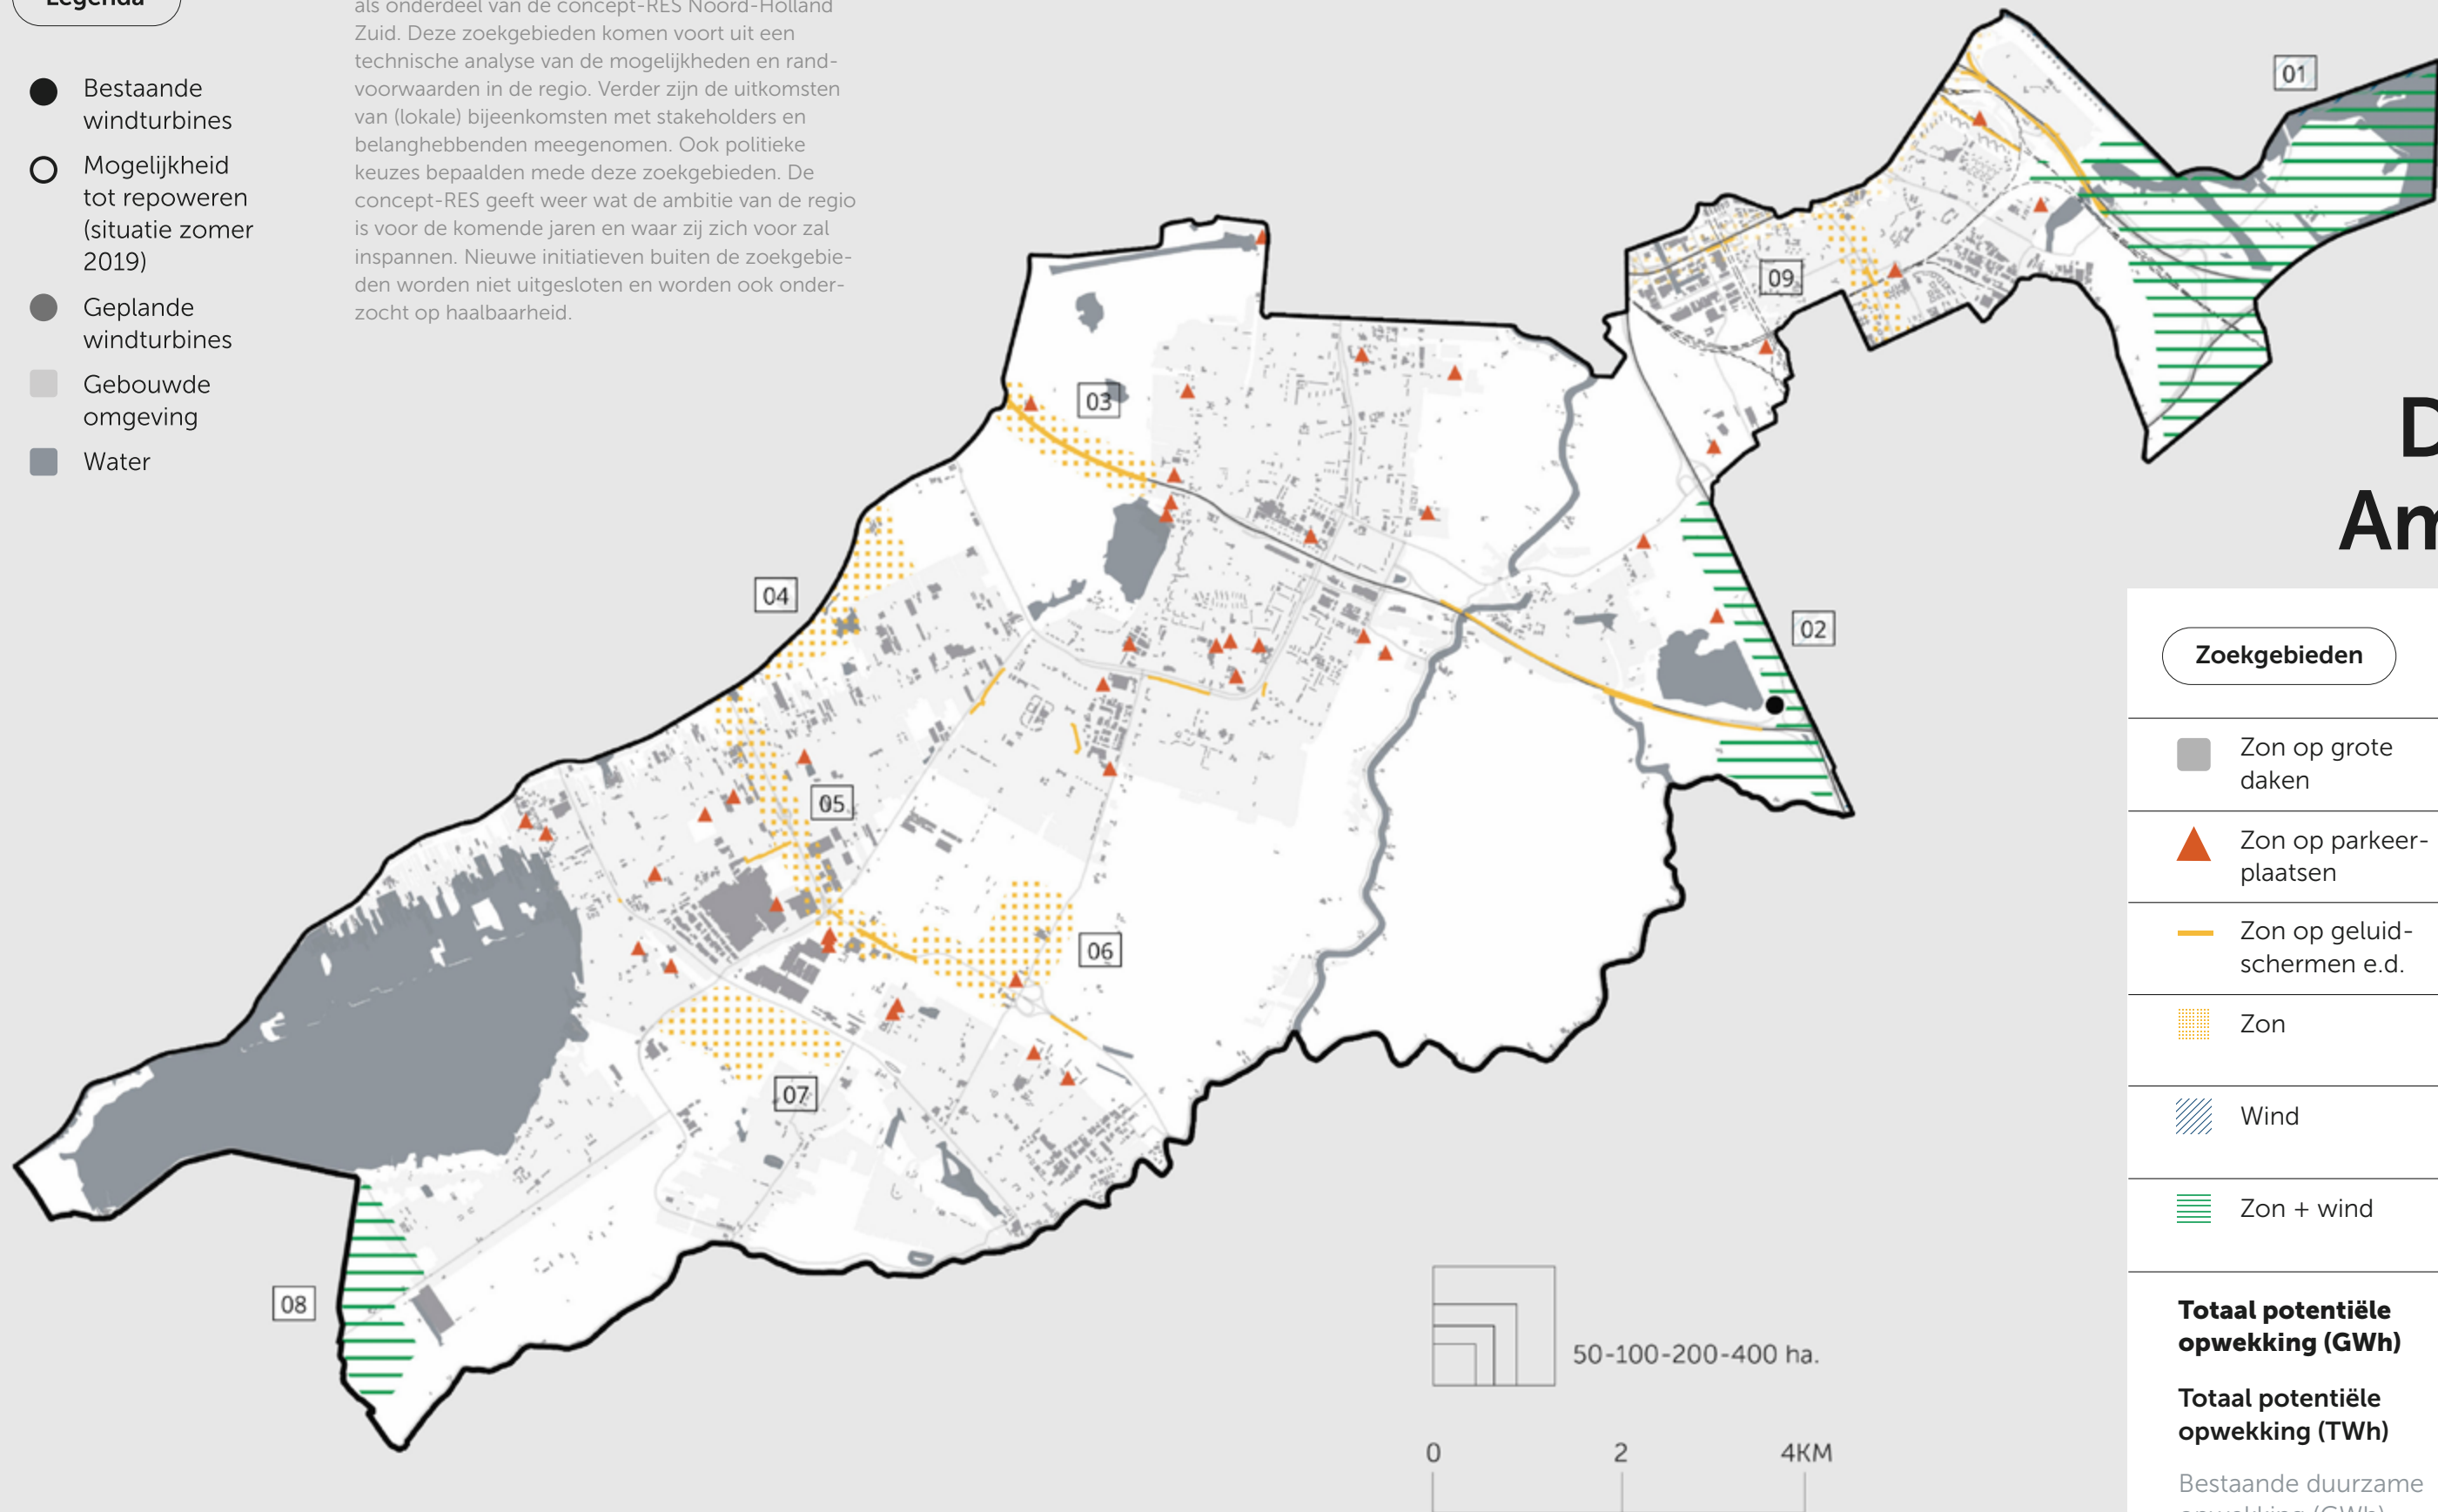 Legenda
Bestaande
windturbines
Mogelijkheid
tot repoweren
(situatie zomer
2019)
Geplande
windturbines
Gebouwde
omgeving
Water
als onderdeel van de concept-RES Noord-Holland
Zuid. Deze zoekgebieden komen voort uit een
technische analyse van de mogelijkheden en rand-
voorwaarden in de regio. Verder zijn de uitkomsten
van (lokale) bijeenkomsten met stakeholders en
belanghebbenden meegenomen. Ook politieke
keuzes bepaalden mede deze zoekgebieden. De
concept-RES geeft weer wat de ambitie van de regio
is voor de komende jaren en waar zij zich voor zal
inspannen. Nieuwe initiatieven buiten de zoekgebie-
den worden niet uitgesloten en worden ook onder-
zocht op haalbaarheid.
01
09
03
04
02
05
06
07
08
50-100-200-400 ha.
0 2 4KM
D
Am
Zoekgebieden
Zon op grote
daken
Zon op parkeer-
plaatsen
Zon op geluid-
schermen e.d.
Zon
Wind
Zon + wind
Totaal potentiële
opwekking (GWh)
Totaal potentiële
opwekking (TWh)
Bestaande duurzame
opwekking (GWh)